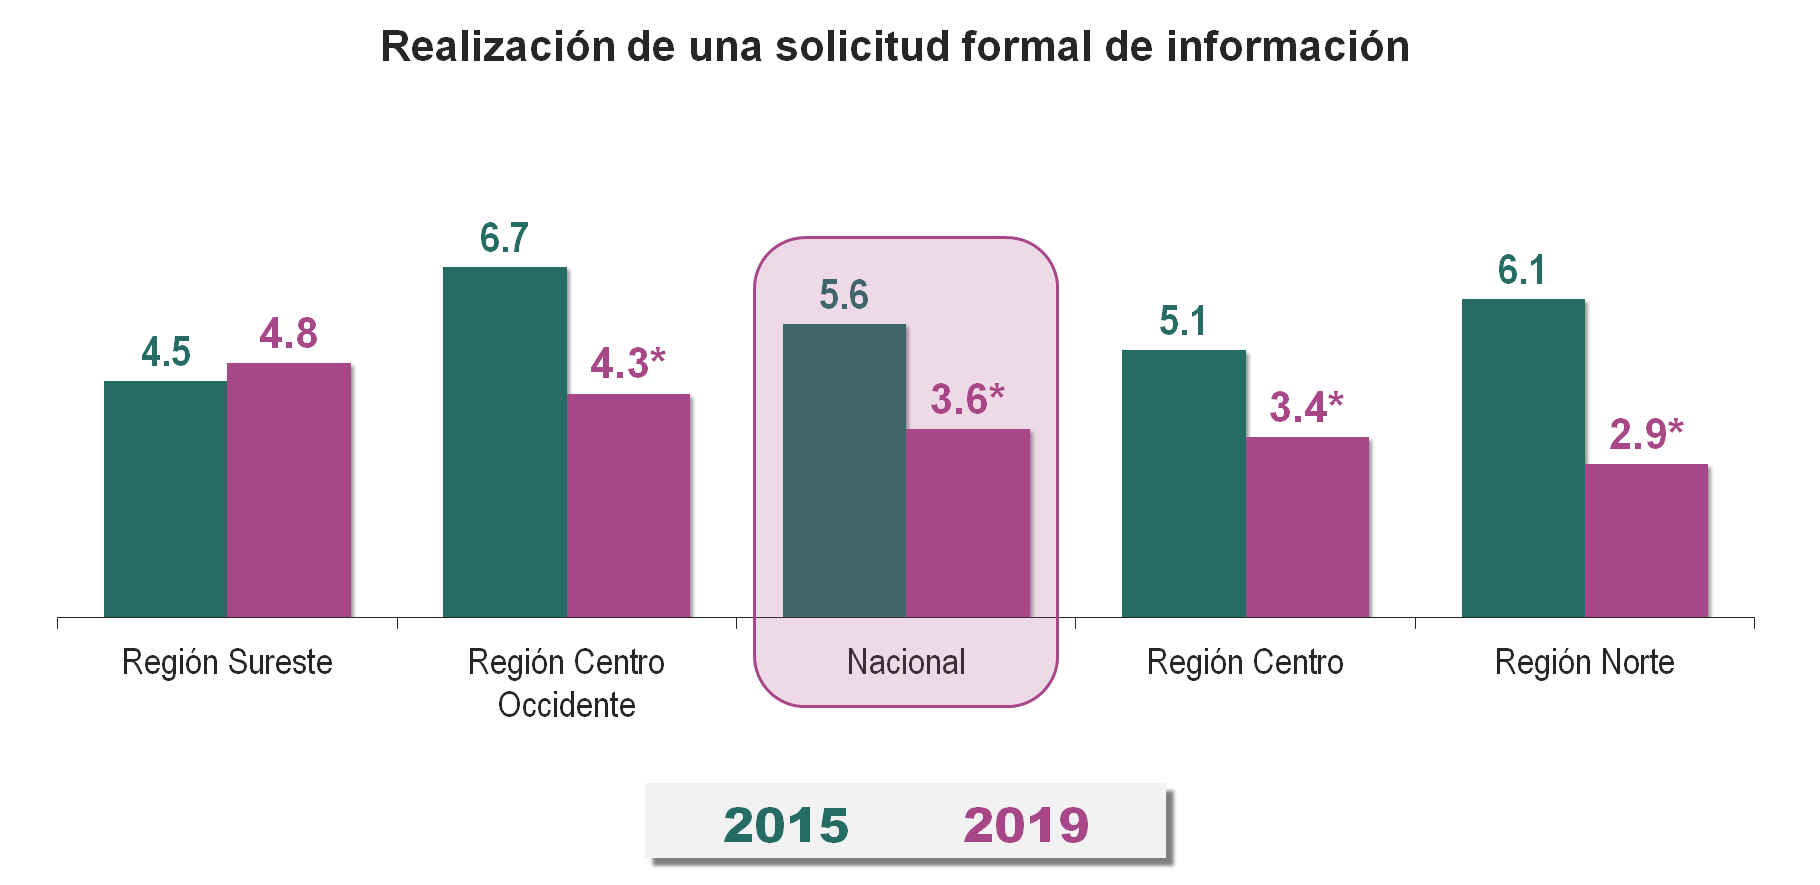 Realización de una solicitud formal de información
4.5
4.8
6.7
4.3*
5.6
3.6*
5.1
3.4*
6.1
2.9*
Región Sureste
Región Centro
Occidente
Nacional
Región Centro
Región Norte
2015
2019